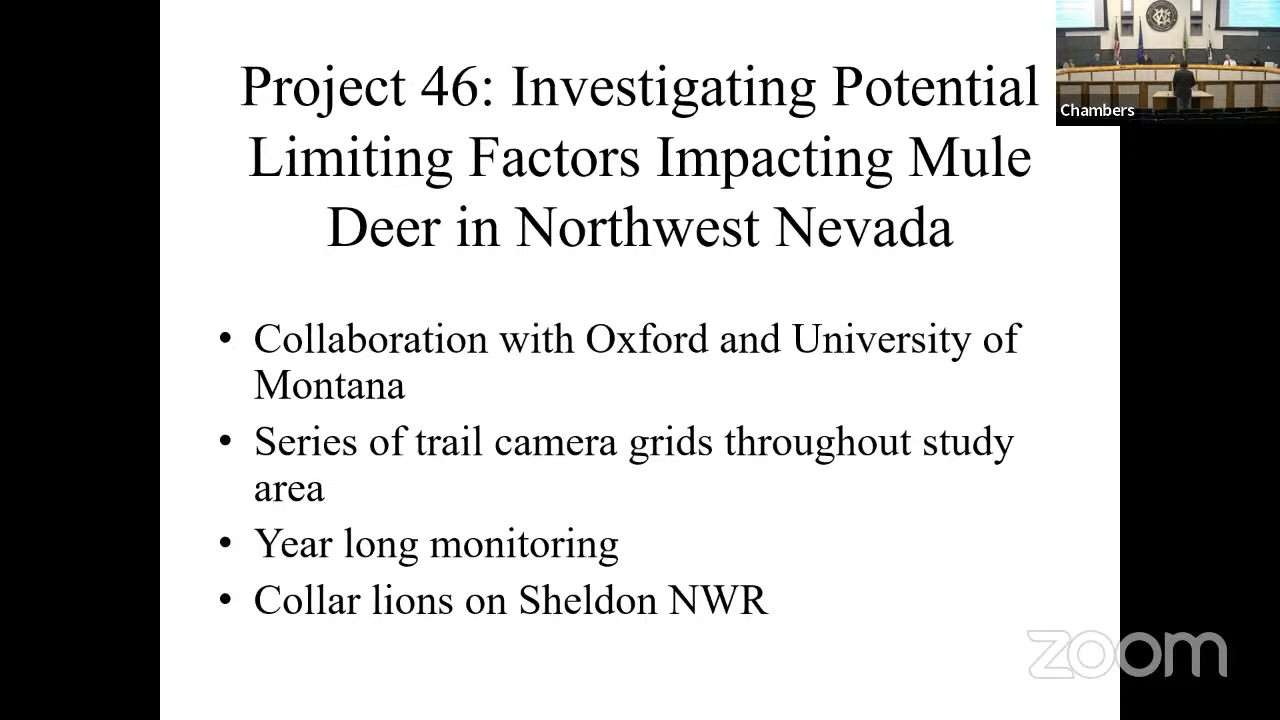 Project 46: Investigating Potential
Limiting Factors Impacting Mule
Deer in Northwest Nevada
• Collaboration with Oxford and University of
Montana
• Series of trail camera grids throughout study
area
• Year long monitoring
• Collar lions on Sheldon NWR
Chambers
zoom